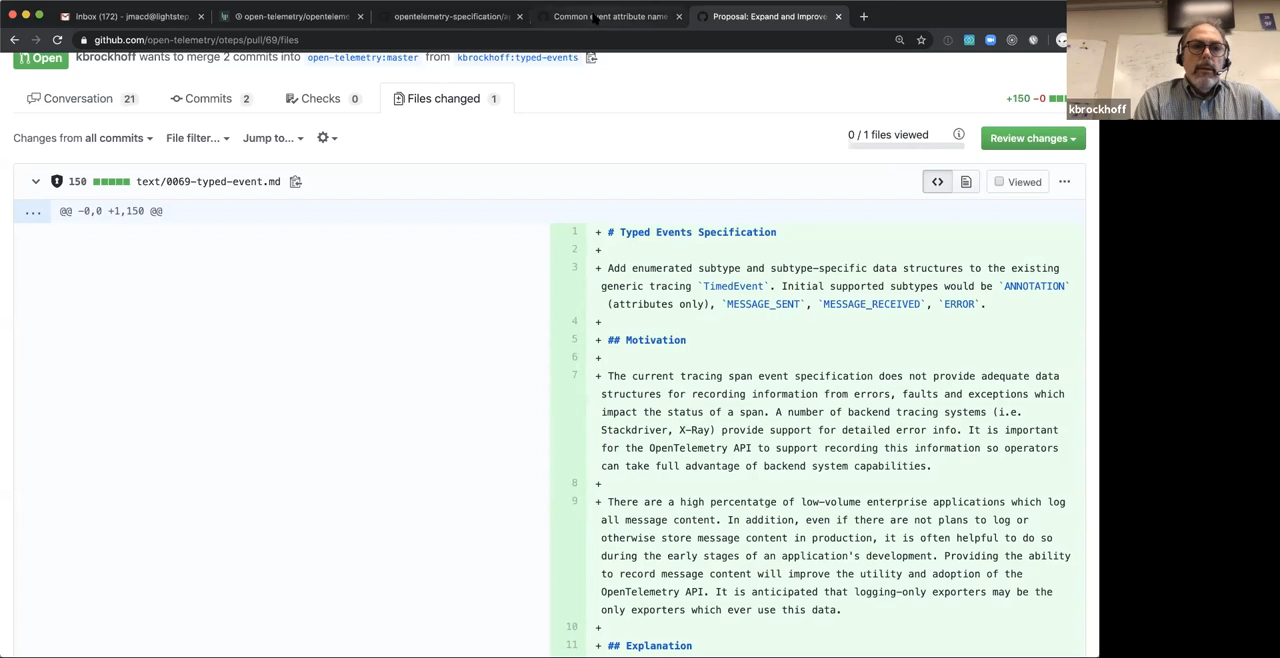 Inbox (172) - jmacd@lightstep
open-telemetry/opentelem
opentelemetry-specification/a
Common event attribute name
Proposal: Expand and Improve
github.com/open-telemetry/oteps/pull/69/files
Open
kbrockhoff wants to merge 2 commits into open-telemetry:master from kbrockhoff:typed-events
kbrockhoff
Conversation 21
Commits 2
Checks 0
Files changed 1
+150 −0
Changes from all commits
File filter...
Jump to...
0 / 1 files viewed
Review changes
150 text/0069-typed-event.md
Viewed
...
@@ -0,0 +1,150 @@
1 + # Typed Events Specification
2 +
3 + Add enumerated subtype and subtype-specific data structures to the existing
generic tracing `TimedEvent`. Initial supported subtypes would be `ANNOTATION`
(attributes only), `MESSAGE_SENT`, `MESSAGE_RECEIVED`, `ERROR`.
4 +
5 + ## Motivation
6 +
7 + The current tracing span event specification does not provide adequate data
structures for recording information from errors, faults and exceptions which
impact the status of a span. A number of backend tracing systems (i.e.
Stackdriver, X-Ray) provide support for detailed error info. It is important
for the OpenTelemetry API to support recording this information so operators
can take full advantage of backend system capabilities.
8 +
9 + There are a high percentatge of low-volume enterprise applications which log
all message content. In addition, even if there are not plans to log or
otherwise store message content in production, it is often helpful to do so
during the early stages of an application's development. Providing the ability
to record message content will improve the utility and adoption of the
OpenTelemetry API. It is anticipated that logging-only exporters may be the
only exporters which ever use this data.
10 +
11 + ## Explanation